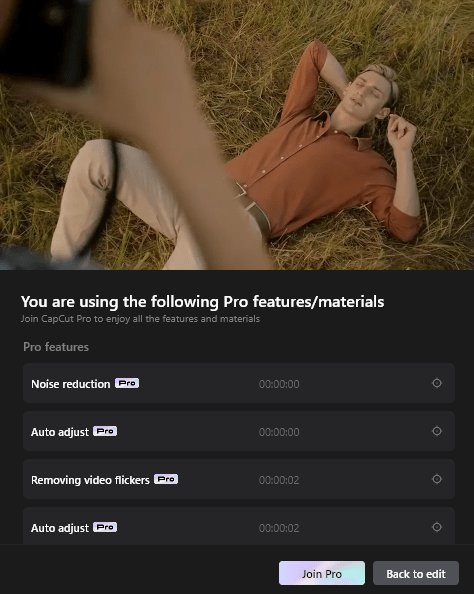 You are using the following Pro features/materials
Join CapCut Pro to enjoy all the features and materials
Pro features
Noise reduction Pro 00:00:00
Auto adjust Pro 00:00:00
Removing video flickers Pro 00:00:02
Auto adjust Pro 00:00:02
Join Pro Back to edit